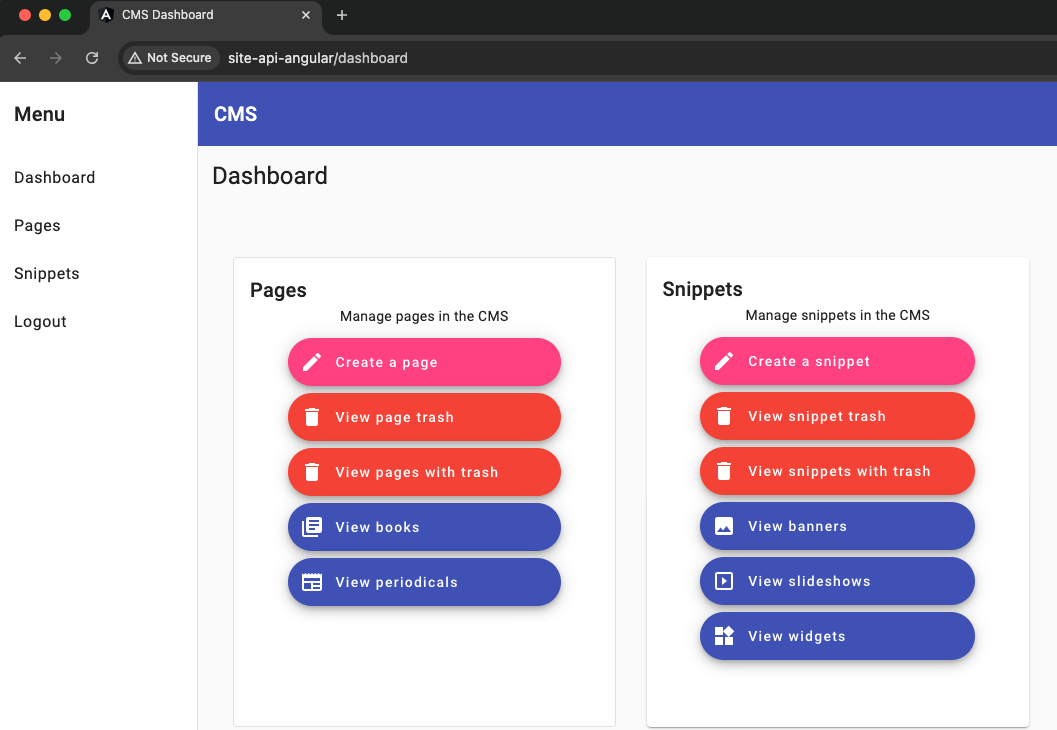 CMS Dashboard
Not Secure site-api-angular/dashboard
Menu
Dashboard
Pages
Snippets
Logout
CMS
Dashboard
Pages
Manage pages in the CMS
Create a page
View page trash
View pages with trash
View books
View periodicals
Snippets
Manage snippets in the CMS
Create a snippet
View snippet trash
View snippets with trash
View banners
View slideshows
View widgets